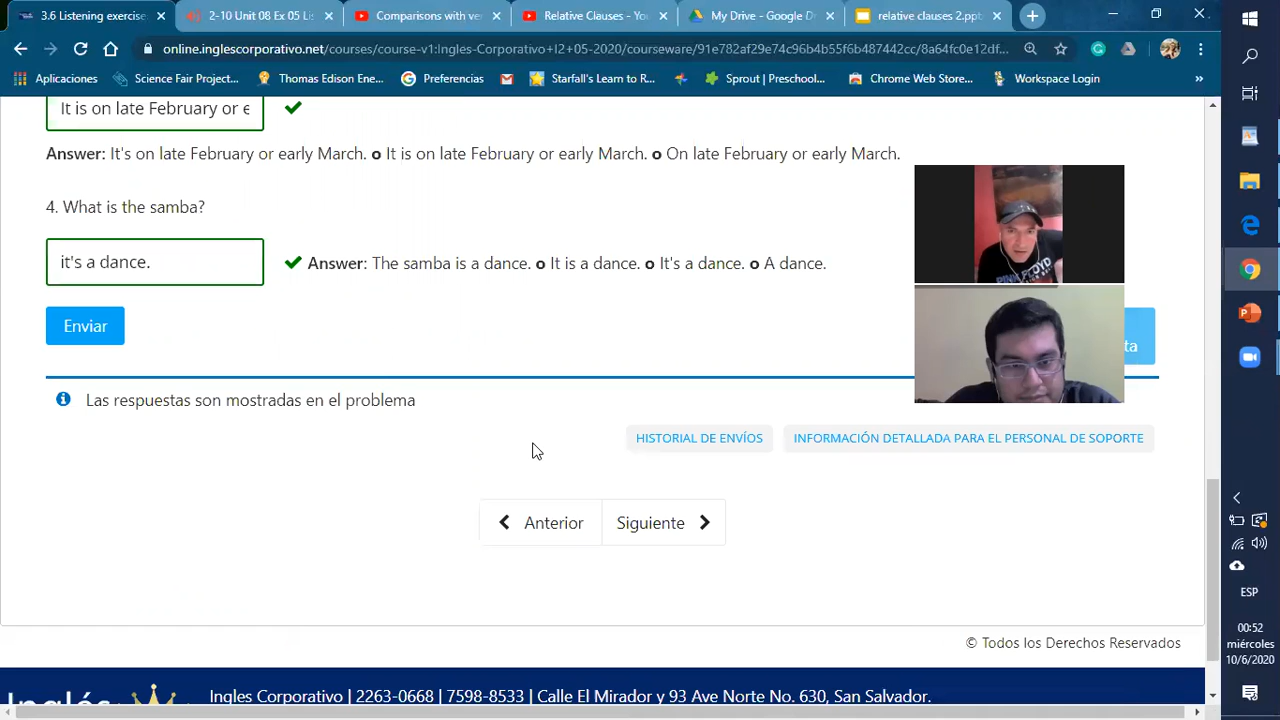 3.6 Listening exercise
2-10 Unit 08 Ex 05 Lis
Comparisons with ve
Relative Clauses - You
My Drive - Google D
relative clauses 2.ppt
online.inglescorporativo.net/courses/course-v1:Ingles-Corporativo+I2+05-2020/courseware/91e782af29e74c96b4b55f6b487442cc/8a64fc0e12df...
Aplicaciones
Science Fair Project...
Thomas Edison Ene...
Preferencias
Starfall's Learn to R...
Sprout | Preschool...
Chrome Web Store...
Workspace Login
»
It is on late February or e
Answer: It's on late February or early March. o It is on late February or early March. o On late February or early March.
4. What is the samba?
it's a dance.
Answer: The samba is a dance. o It is a dance. o It's a dance. o A dance.
Enviar
ta
Las respuestas son mostradas en el problema
HISTORIAL DE ENVÍOS
INFORMACIÓN DETALLADA PARA EL PERSONAL DE SOPORTE
Anterior
Siguiente
© Todos los Derechos Reservados
Inglés
Ingles Corporativo | 2263-0668 | 7598-8533 | Calle El Mirador y 93 Ave Norte No. 630, San Salvador.
ESP
00:52
miércoles
10/6/2020